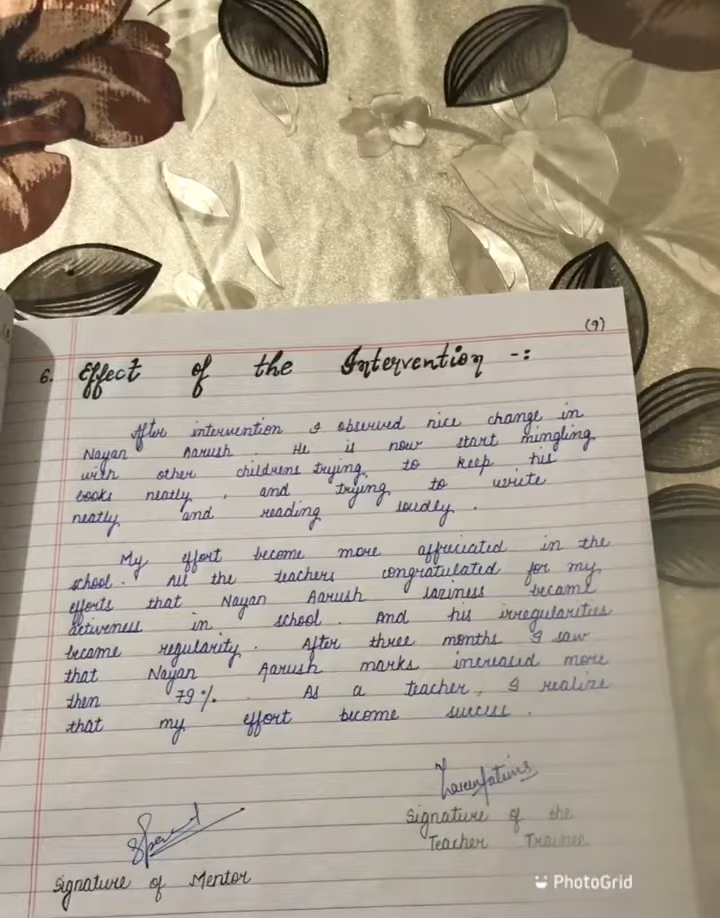 (9)
6. Effect of the Intervention -:
After intervention I observed nice change in
Nayan Aarush. He is now start mingling
with other childrens trying to keep his
books neatly, and trying to write
neatly and reading loudly.
My effort become more affriciated in the
school. All the teachers congratulated for my
efforts that Nayan Aarush laziness became
activeness in school. And his irregularities
became regularity. After three months I saw
that Nayan Aarush marks increased more
then 79%. As a teacher, I realize
that my effort become success.
Signature of the
Teacher Trainee
Signature of Mentor
PhotoGrid